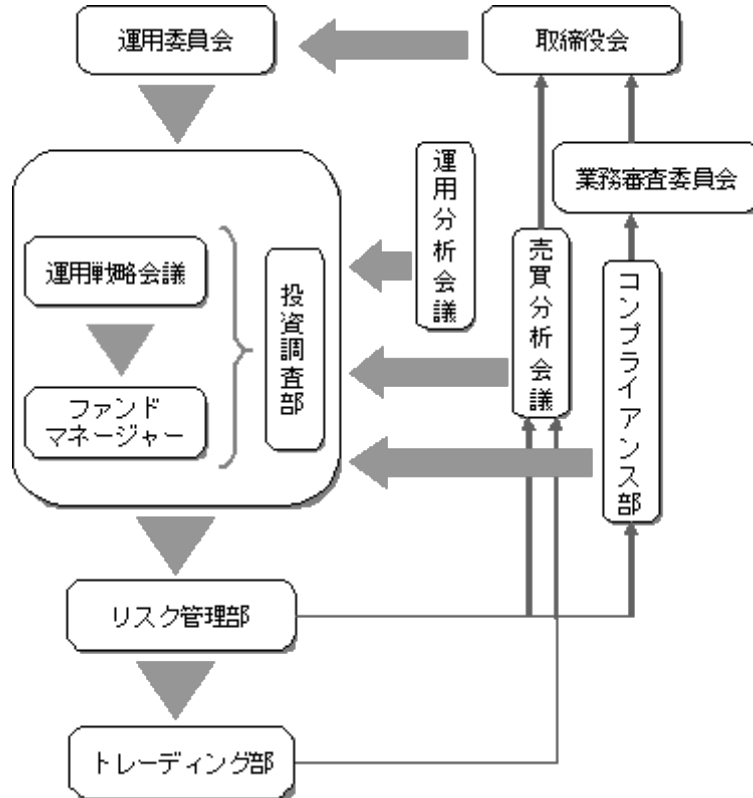 運用委員会
取締役会
運用分析会議
業務審査委員会
売買分析会議
運用戦略会議
投資調査部
コンプライアンス部
ファンド
マネージャー
リスク管理部
トレーディング部